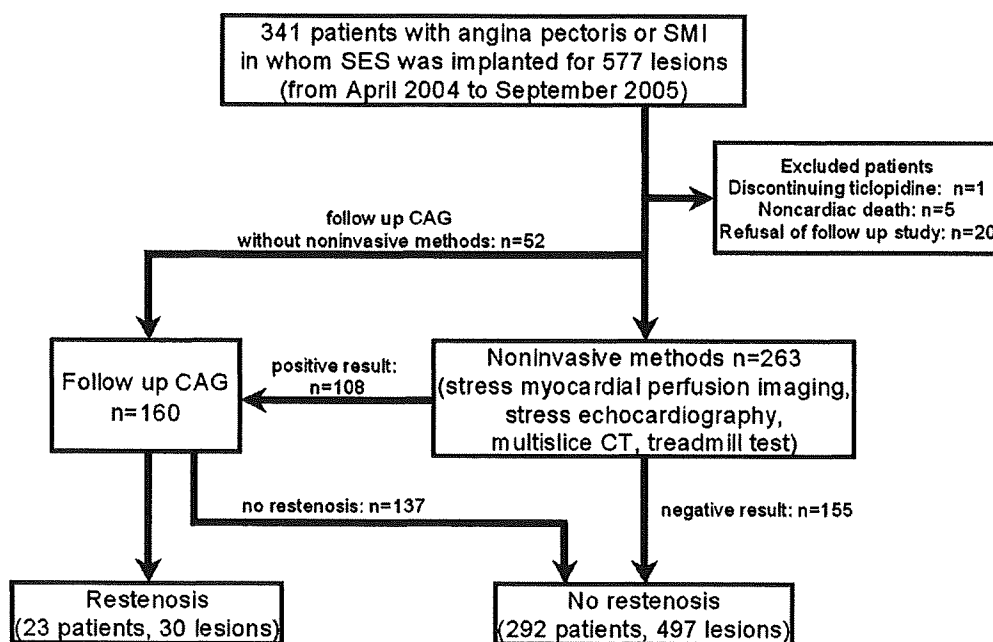 341 patients with angina pectoris or SMI
in whom SES was implanted for 577 lesions
(from April 2004 to September 2005)
Excluded patients
Discontinuing ticlopidine: n=1
Noncardiac death: n=5
Refusal of follow up study: n=20
follow up CAG
without noninvasive methods: n=52
Follow up CAG
n=160
positive result:
n=108
Noninvasive methods n=263
(stress myocardial perfusion imaging,
stress echocardiography,
multislice CT, treadmill test)
no restenosis: n=137
negative result: n=155
Restenosis
(23 patients, 30 lesions)
No restenosis
(292 patients, 497 lesions)